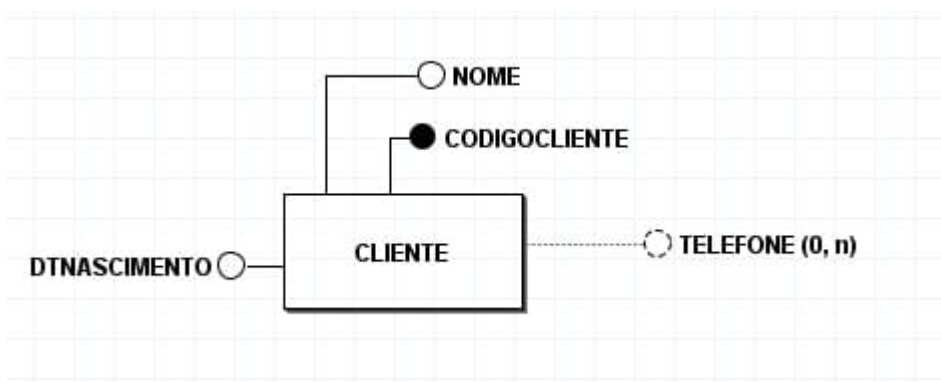 NOME
CODIGOCLIENTE
CLIENTE
TELEFONE (0, n)
DTNASCIMENTO